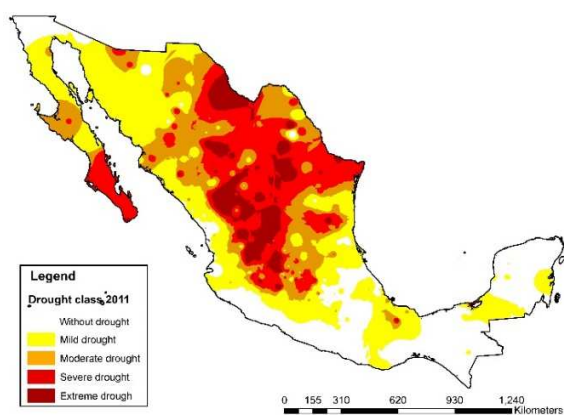 Legend
Drought class 2011
Without drought
Mild drought
Moderate drought
Severe drought
Extreme drough
0 155 310 620 930 1,240
Kilometers